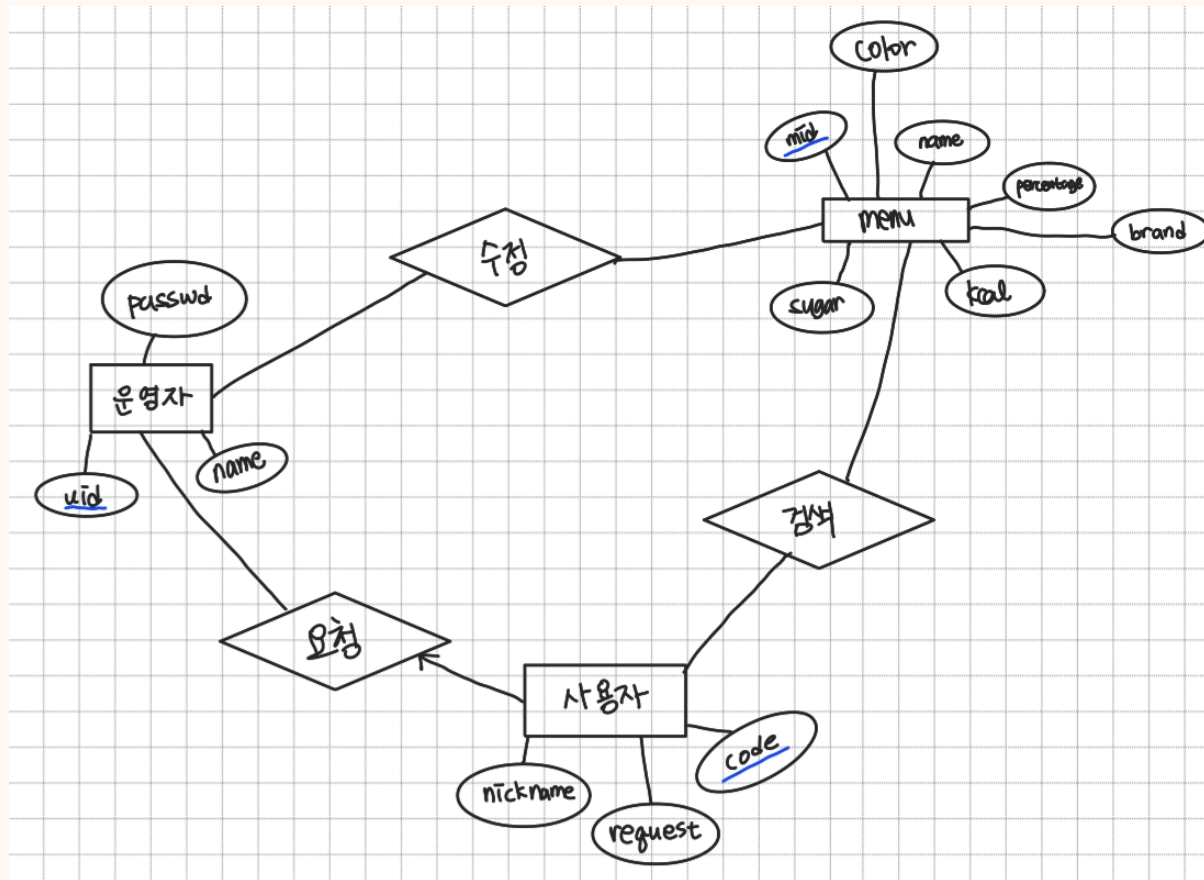 color
mid
name
percentage
menu
brand
수정
sugar
kcal
passwd
운영자
name
uid
검색
요청
사용자
code
nickname
request